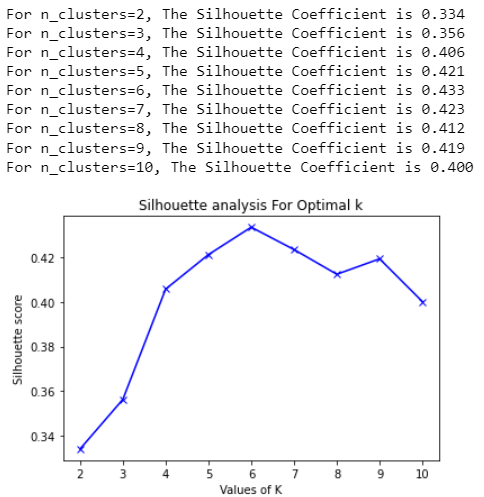 For n_clusters=2, The Silhouette Coefficient is 0.334
For n_clusters=3, The Silhouette Coefficient is 0.356
For n_clusters=4, The Silhouette Coefficient is 0.406
For n_clusters=5, The Silhouette Coefficient is 0.421
For n_clusters=6, The Silhouette Coefficient is 0.433
For n_clusters=7, The Silhouette Coefficient is 0.423
For n_clusters=8, The Silhouette Coefficient is 0.412
For n_clusters=9, The Silhouette Coefficient is 0.419
For n_clusters=10, The Silhouette Coefficient is 0.400
Silhouette analysis For Optimal k
Silhouette score
0.42
0.40
0.38
0.36
0.34
2 3 4 5 6 7 8 9 10
Values of K